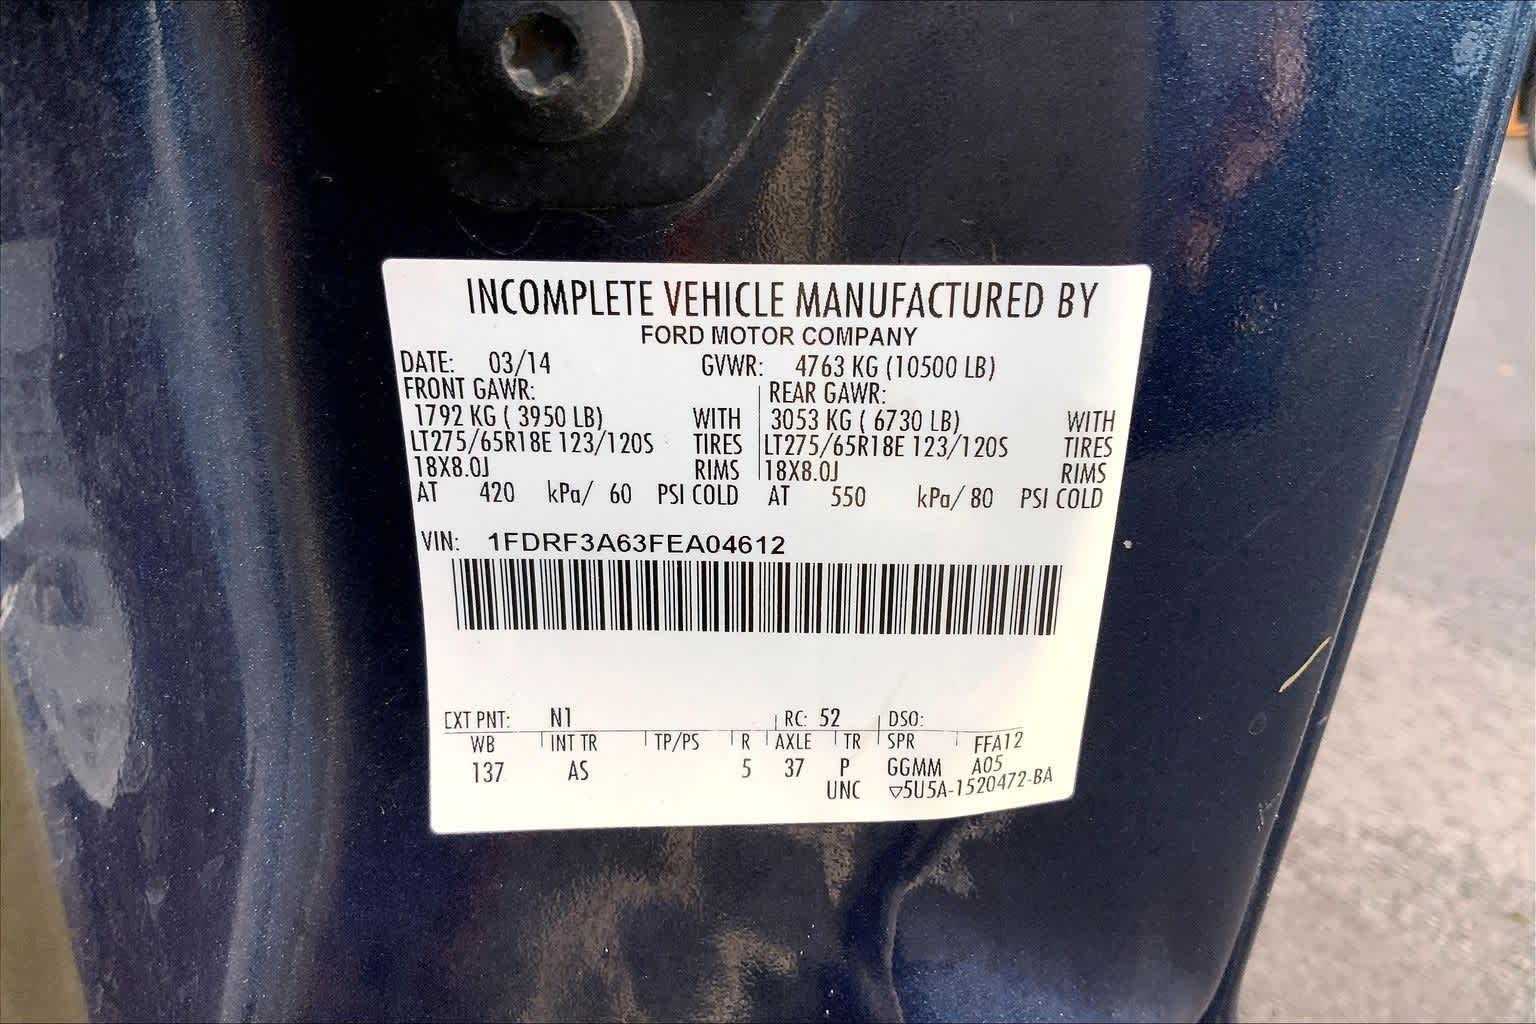 INCOMPLETE VEHICLE MANUFACTURED BY
FORD MOTOR COMPANY
DATE: 03/14 GVWR: 4763 KG (10500 LB)
FRONT GAWR: REAR GAWR:
1792 KG ( 3950 LB) WITH 3053 KG ( 6730 LB) WITH
LT275/65R18E 123/120S TIRES LT275/65R18E 123/120S TIRES
18X8.0J RIMS 18X8.0J RIMS
AT 420 kPa/ 60 PSI COLD AT 550 kPa/ 80 PSI COLD
VIN: 1FDRF3A63FEA04612
EXT PNT: N1 RC: 52 DSO:
WB INT TR TP/PS R AXLE TR SPR FFA12
137 AS 5 37 P GGMM A05
UNC ▽5U5A-1520472-BA